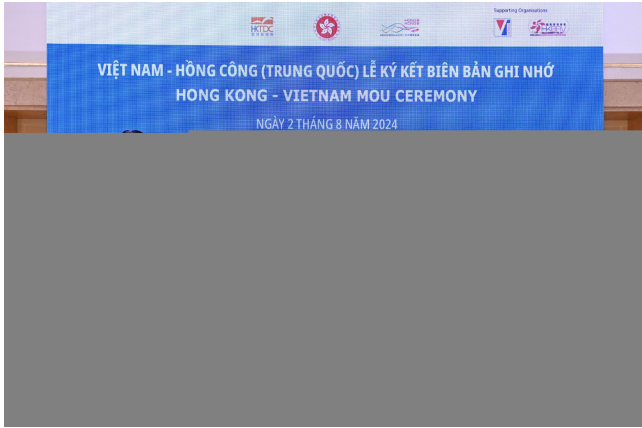 Supporting Organisations
HKTDC
VIỆT NAM - HỒNG CÔNG (TRUNG QUỐC) LỄ KÝ KẾT BIÊN BẢN GHI NHỚ
HONG KONG - VIETNAM MOU CEREMONY
NGÀY 2 THÁNG 8 NĂM 2024